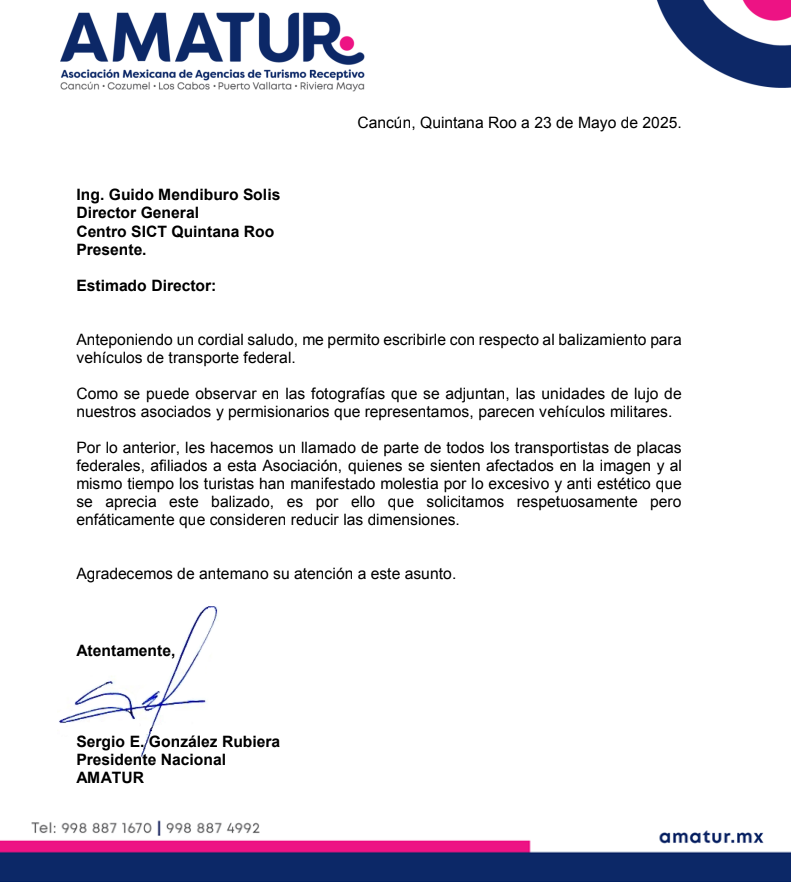 AMATUR
Asociación Mexicana de Agencias de Turismo Receptivo
Cancún • Cozumel • Los Cabos • Puerto Vallarta • Riviera Maya
Cancún, Quintana Roo a 23 de Mayo de 2025.
Ing. Guido Mendiburo Solis
Director General
Centro SICT Quintana Roo
Presente.
Estimado Director:
Anteponiendo un cordial saludo, me permito escribirle con respecto al balizamiento para
vehículos de transporte federal.
Como se puede observar en las fotografías que se adjuntan, las unidades de lujo de
nuestros asociados y permisionarios que representamos, parecen vehículos militares.
Por lo anterior, les hacemos un llamado de parte de todos los transportistas de placas
federales, afiliados a esta Asociación, quienes se sienten afectados en la imagen y al
mismo tiempo los turistas han manifestado molestia por lo excesivo y anti estético que
se aprecia este balizado, es por ello que solicitamos respetuosamente pero
enfáticamente que consideren reducir las dimensiones.
Agradecemos de antemano su atención a este asunto.
Atentamente,
Sergio E. González Rubiera
Presidente Nacional
AMATUR
Tel: 998 887 1670 | 998 887 4992
amatur.mx